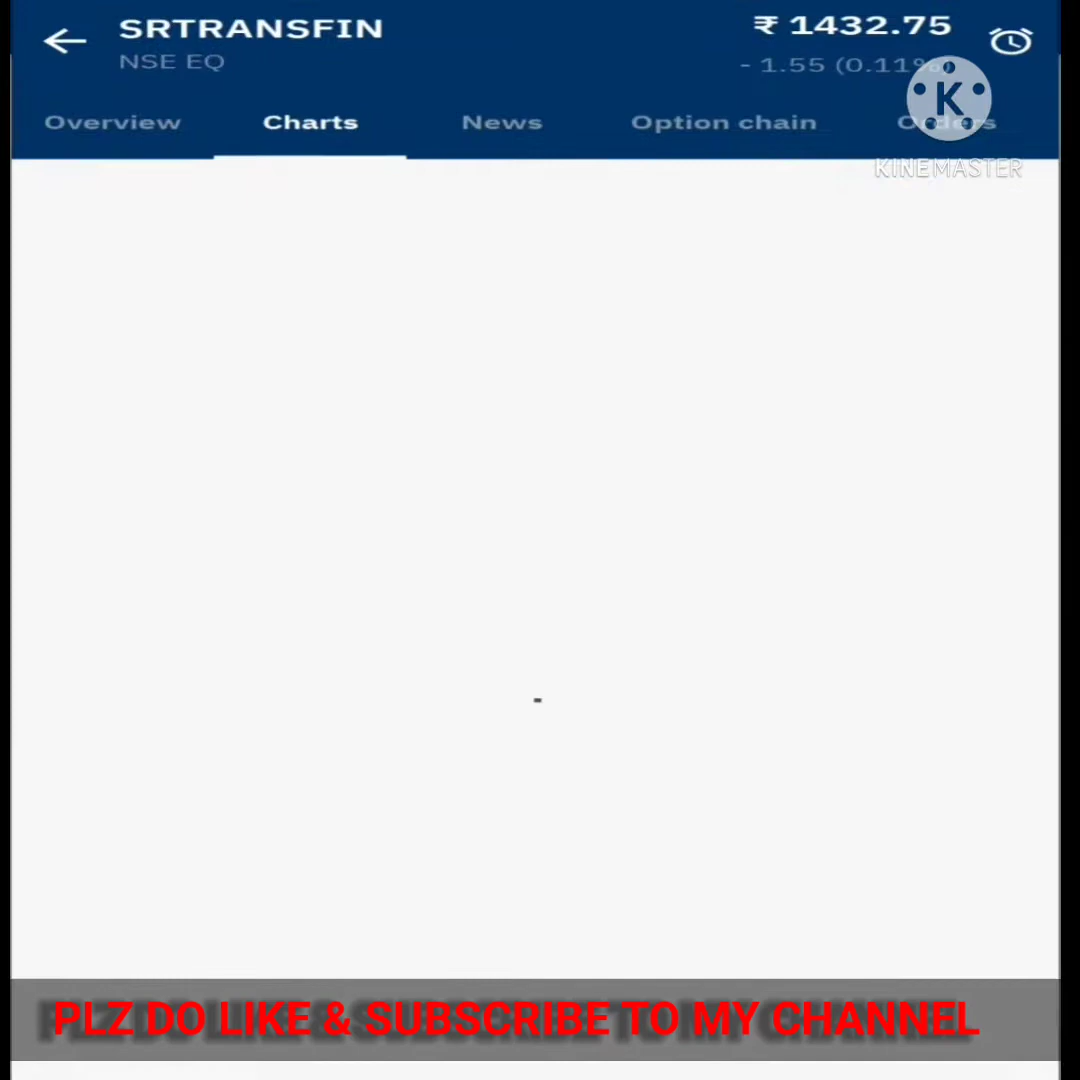 SRTRANSFIN
₹ 1432.75
NSE EQ
- 1.55 (0.11%)
Overview Charts News Option chain Orders
K
KINEMASTER
-
PLZ DO LIKE & SUBSCRIBE TO MY CHANNEL